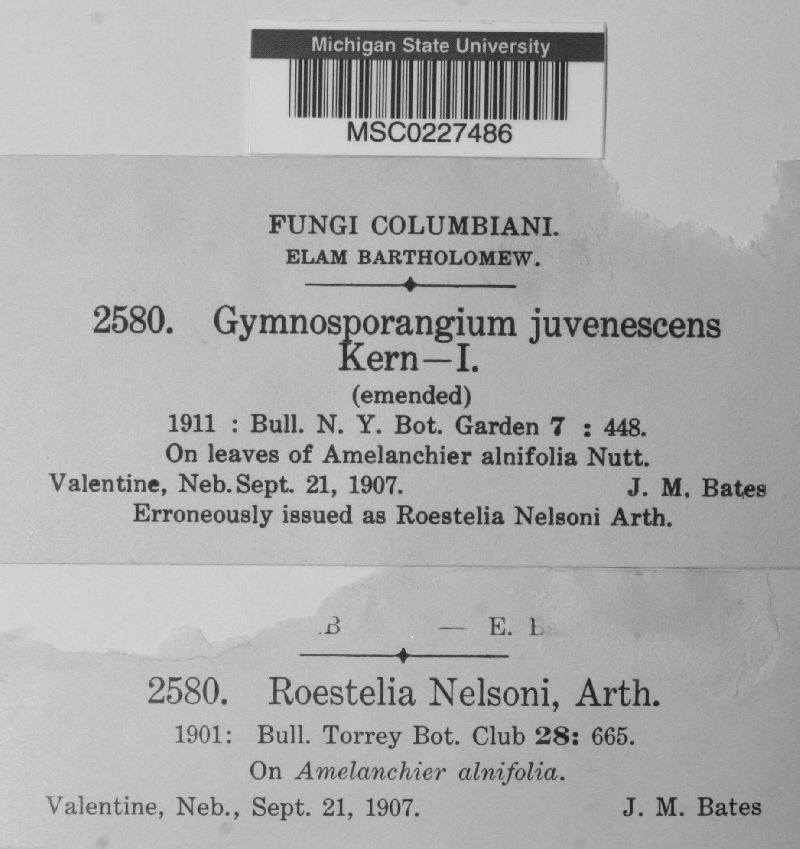 Michigan State University
MSC0227486
FUNGI COLUMBIANI.
ELAM BARTHOLOMEW.
2580. Gymnosporangium juvenescens
Kern—I.
(emended)
1911 : Bull. N. Y. Bot. Garden 7 : 448.
On leaves of Amelanchier alnifolia Nutt.
Valentine, Neb. Sept. 21, 1907. J. M. Bates
Erroneously issued as Roestelia Nelsoni Arth.
— E.
2580. Roestelia Nelsoni, Arth.
1901: Bull. Torrey Bot. Club 28: 665.
On Amelanchier alnifolia.
Valentine, Neb., Sept. 21, 1907. J. M. Bates